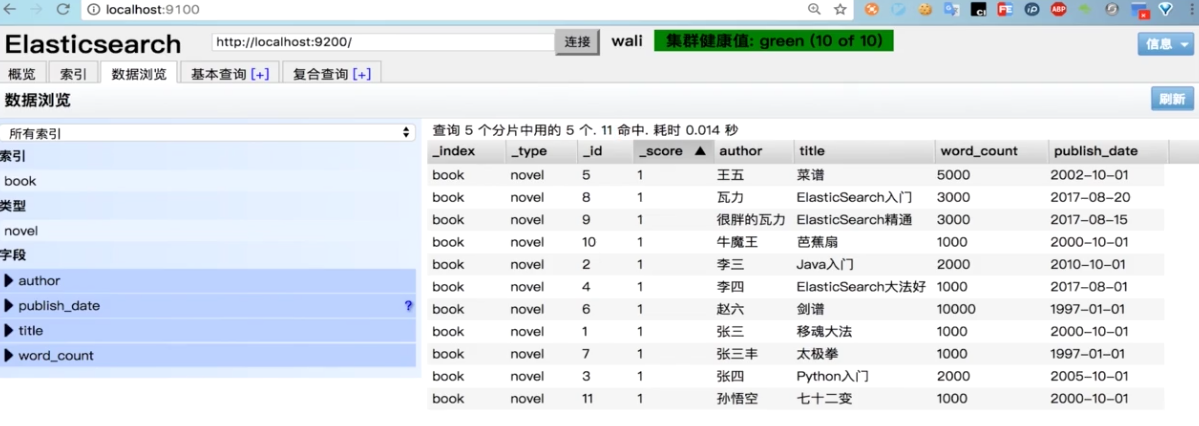 localhost:9100
Elasticsearch http://localhost:9200/ 连接 wali 集群健康值: green (10 of 10) 信息
概览 索引 数据浏览 基本查询 [+] 复合查询 [+]
数据浏览 刷新
所有索引
索引
book
类型
novel
字段
author
publish_date ?
title
word_count
查询 5 个分片中用的 5 个. 11 命中. 耗时 0.014 秒
_index _type _id _score ▲ author title word_count publish_date
book novel 5 1 王五 菜谱 5000 2002-10-01
book novel 8 1 瓦力 ElasticSearch入门 3000 2017-08-20
book novel 9 1 很胖的瓦力 ElasticSearch精通 3000 2017-08-15
book novel 10 1 牛魔王 芭蕉扇 1000 2000-10-01
book novel 2 1 李三 Java入门 2000 2010-10-01
book novel 4 1 李四 ElasticSearch大法好 1000 2017-08-01
book novel 6 1 赵六 剑谱 10000 1997-01-01
book novel 1 1 张三 移魂大法 1000 2000-10-01
book novel 7 1 张三丰 太极拳 1000 1997-01-01
book novel 3 1 张四 Python入门 2000 2005-10-01
book novel 11 1 孙悟空 七十二变 1000 2000-10-01